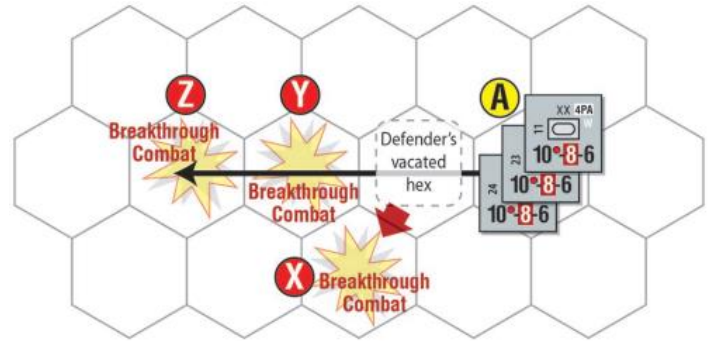 Z
Y
A
Breakthrough
Combat
Breakthrough
Combat
Defender's
vacated
hex
XX 4PA
W
11
10•-8-6
23
10•-8-6
24
10•-8-6
X
Breakthrough
Combat